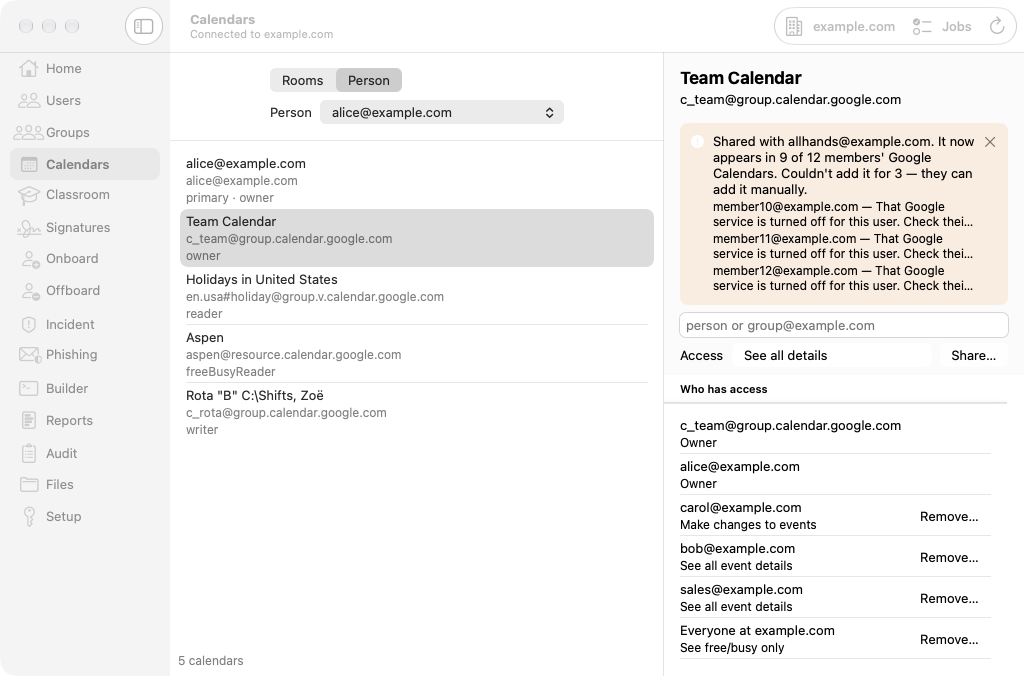 Calendars
Connected to example.com
example.com
Jobs
Home
Users
Groups
Calendars
Classroom
Signatures
Onboard
Offboard
Incident
Phishing
Builder
Reports
Audit
Files
Setup
Rooms
Person
Person
alice@example.com
alice@example.com
alice@example.com
primary · owner
Team Calendar
c_team@group.calendar.google.com
owner
Holidays in United States
en.usa#holiday@group.v.calendar.google.com
reader
Aspen
aspen@resource.calendar.google.com
freeBusyReader
Rota "B" C:\Shifts, Zoë
c_rota@group.calendar.google.com
writer
5 calendars
Team Calendar
c_team@group.calendar.google.com
Shared with allhands@example.com. It now
appears in 9 of 12 members' Google
Calendars. Couldn't add it for 3 — they can
add it manually.
member10@example.com — That Google
service is turned off for this user. Check thei…
member11@example.com — That Google
service is turned off for this user. Check thei…
member12@example.com — That Google
service is turned off for this user. Check thei…
person or group@example.com
Access
See all details
Share…
Who has access
c_team@group.calendar.google.com
Owner
alice@example.com
Owner
carol@example.com
Make changes to events
Remove…
bob@example.com
See all event details
Remove…
sales@example.com
See all event details
Remove…
Everyone at example.com
See free/busy only
Remove…